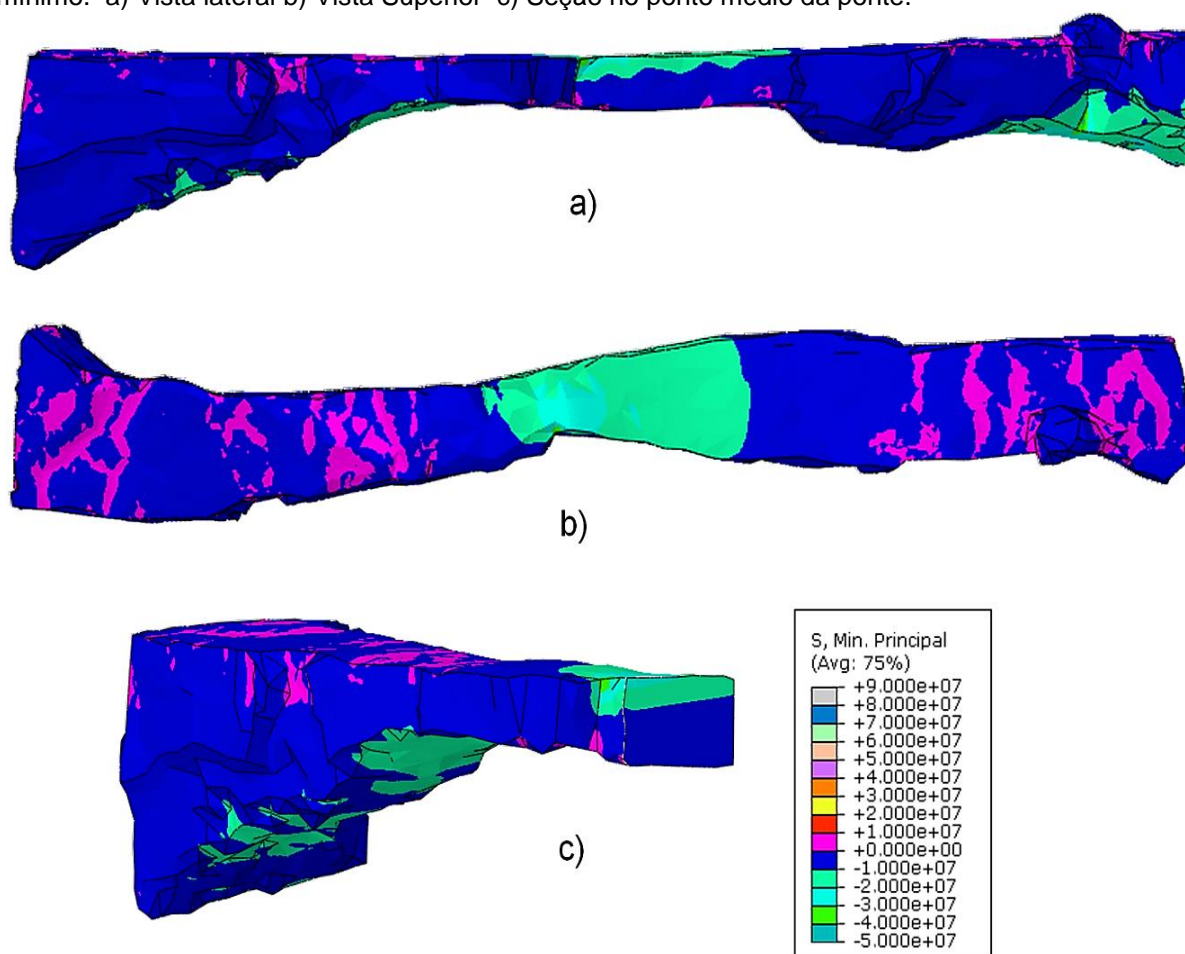 mínimo. a) Vista lateral b) Vista Superior c) Seção no ponto médio da ponte.
a)
b)
c)
S, Min. Principal
(Avg: 75%)
+9.000e+07
+8.000e+07
+7.000e+07
+6.000e+07
+5.000e+07
+4.000e+07
+3.000e+07
+2.000e+07
+1.000e+07
+0.000e+00
-1.000e+07
-2.000e+07
-3.000e+07
-4.000e+07
-5.000e+07